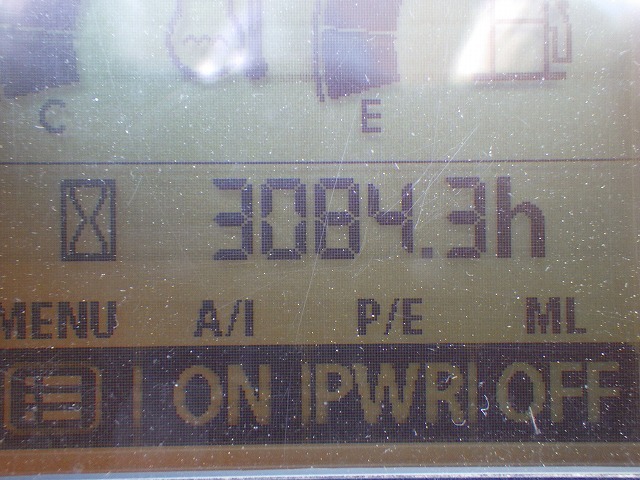 C E
3084.3h
MENU A/I P/E ML
ON PWR OFF